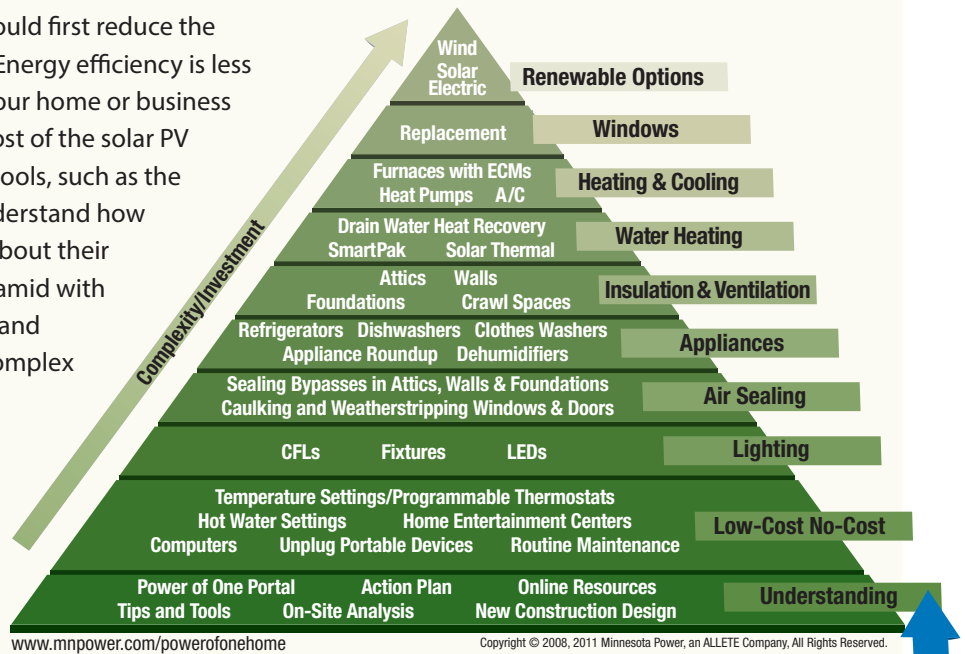 ould first reduce the
Energy efficiency is less
our home or business
ost of the solar PV
ools, such as the
derstand how
bout their
amid with
and
omplex
Complexity/Investment
Wind
Solar
Electric
Renewable Options
Replacement
Windows
Furnaces with ECMs
Heat Pumps A/C
Heating & Cooling
Drain Water Heat Recovery
SmartPak Solar Thermal
Water Heating
Attics Walls
Foundations Crawl Spaces
Insulation & Ventilation
Refrigerators Dishwashers Clothes Washers
Appliance Roundup Dehumidifiers
Appliances
Sealing Bypasses in Attics, Walls & Foundations
Caulking and Weatherstripping Windows & Doors
Air Sealing
CFLs Fixtures LEDs
Lighting
Temperature Settings/Programmable Thermostats
Hot Water Settings Home Entertainment Centers
Computers Unplug Portable Devices Routine Maintenance
Low-Cost No-Cost
Power of One Portal Action Plan Online Resources
Tips and Tools On-Site Analysis New Construction Design
Understanding
www.mnpower.com/powerofonehome
Copyright © 2008, 2011 Minnesota Power, an ALLETE Company, All Rights Reserved.